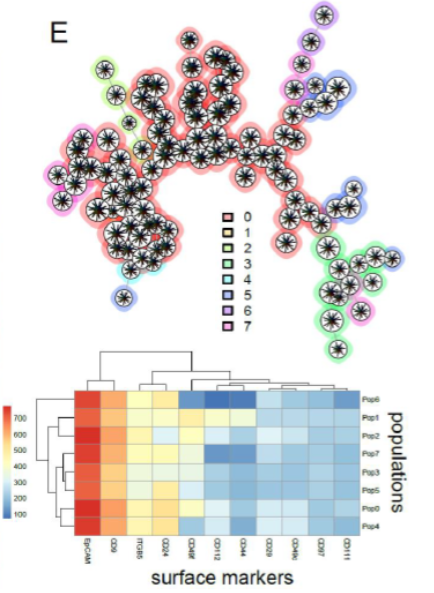 E
0
1
2
3
4
5
6
7
700
600
500
400
300
200
100
Pop6
Pop1
Pop2
Pop7
Pop3
Pop5
Pop0
Pop4
populations
EpCAM
CD9
ITGB5
CD24
CD49f
CD112
CD44
CD29
CD49c
CD97
CD111
surface markers